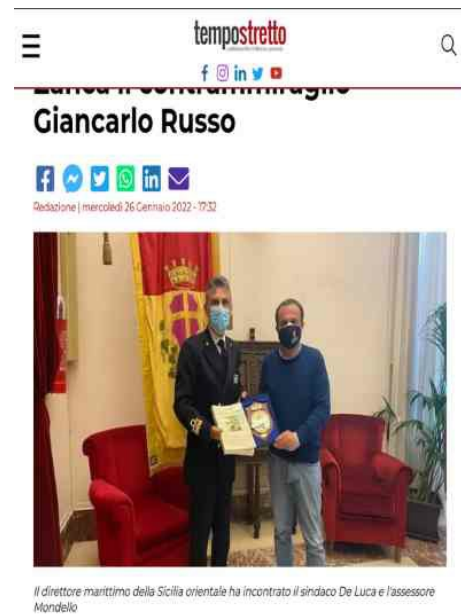 tempostretto
Giancarlo Russo
Redazione | mercoledì 26 Gennaio 2022 - 17:32
Il direttore marittimo della Sicilia orientale ha incontrato il sindaco De Luca e l'assessore
Mondello